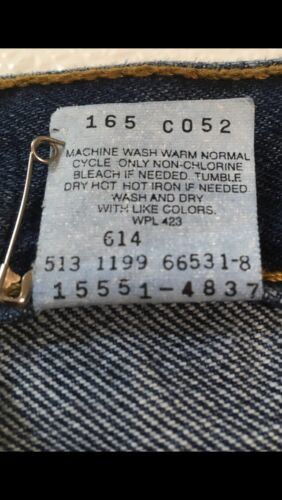 165 C052
MACHINE WASH WARM NORMAL
CYCLE. ONLY NON-CHLORINE
BLEACH IF NEEDED. TUMBLE
DRY HOT HOT IRON IF NEEDED.
WASH AND DRY
WITH LIKE COLORS.
WPL 423
614
513 1199 66531-8
15551-4837